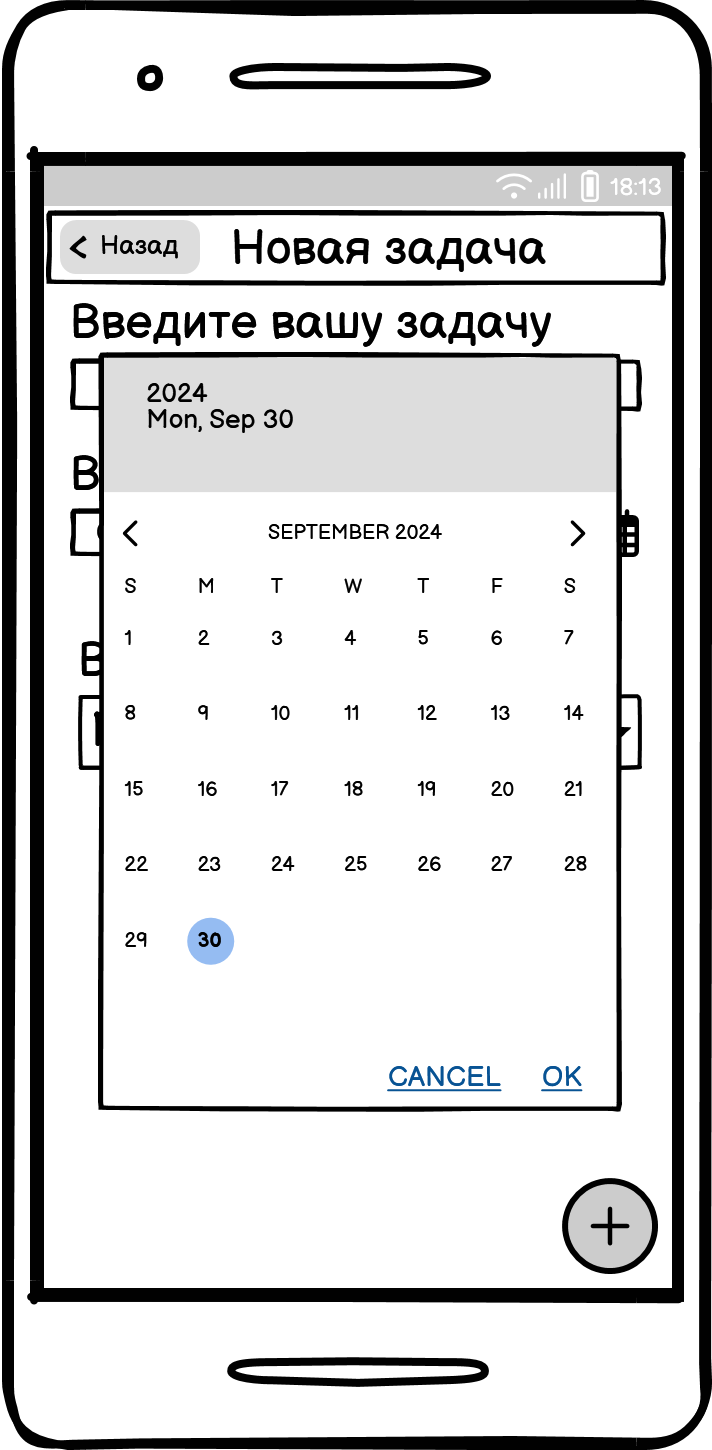 18:13
Назад
Новая задача
Введите вашу задачу
2024
Mon, Sep 30
SEPTEMBER 2024
S M T W T F S
1 2 3 4 5 6 7
8 9 10 11 12 13 14
15 16 17 18 19 20 21
22 23 24 25 26 27 28
29 30
CANCEL OK